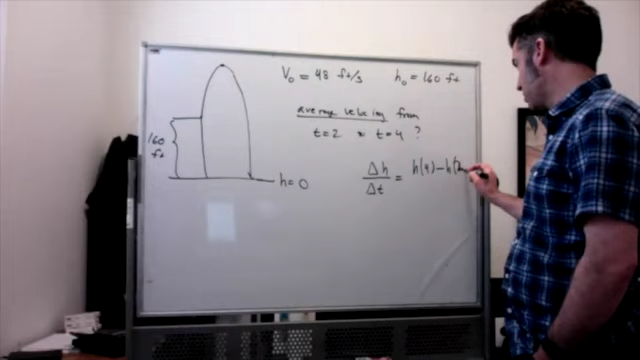 V₀ = 48 ft/s h₀ = 160 ft
average velocity from
t=2 to t=4 ?
160
ft
h=0
Δh
Δt
= h(4) − h(2